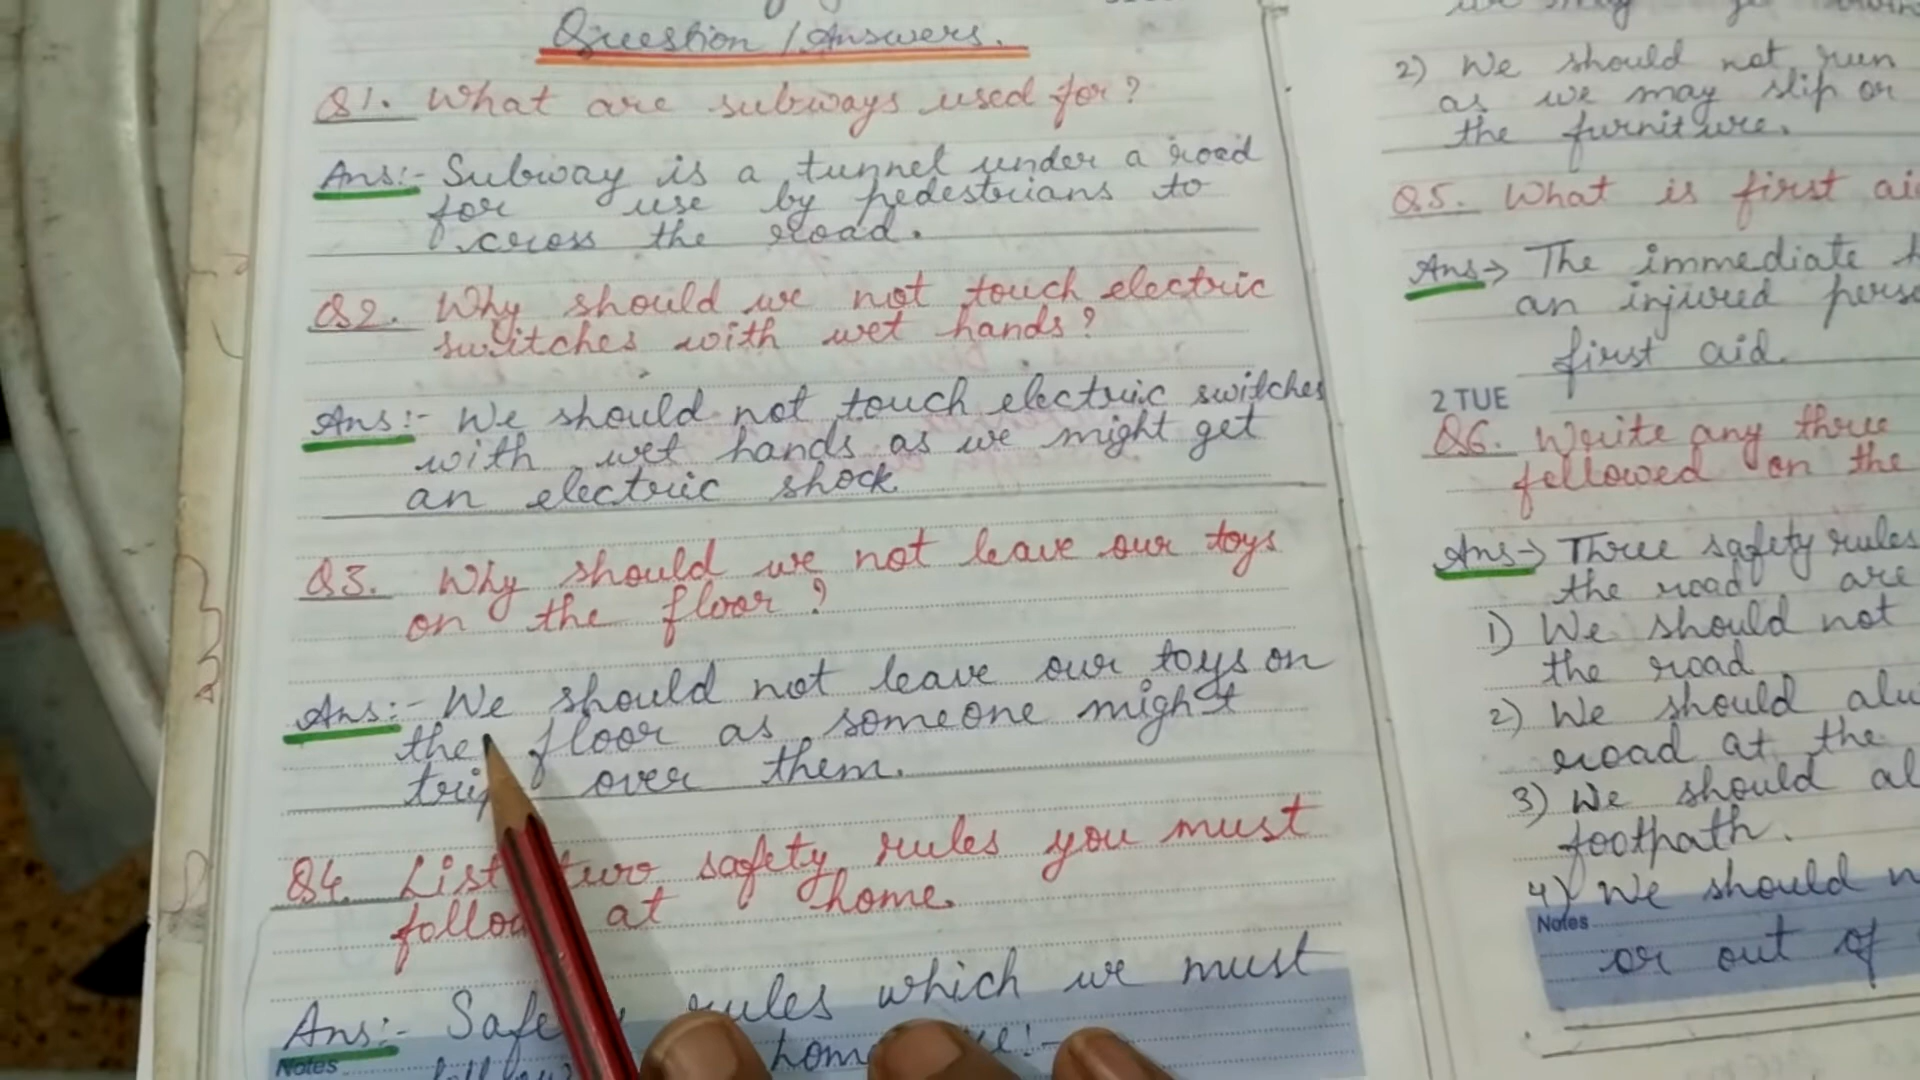 Question/Answers.
Q1. What are subways used for?
Ans:- Subway is a tunnel under a road
for use by pedestrians to
cross the road.
Q2. Why should we not touch electric
switches with wet hands?
Ans:- We should not touch electric switches
with wet hands as we might get
an electric shock
Q3. Why should we not leave our toys
on the floor?
Ans:- We should not leave our toys on
the floor as someone might
trip over them.
Q4. List two safety rules you must
follow at home.
Ans:- rules which we must
Notes
2) We should not run
as we may slip or
the furniture.
Q5. What is first
Ans→ The immediate
an injured
first aid
2 TUE
Q6. Write any three
followed on the
Ans→ Three safety rules
the road are
1) We should not
the road
2) We should
road at the
3) We should
footpath.
4) We should
Notes
or out of